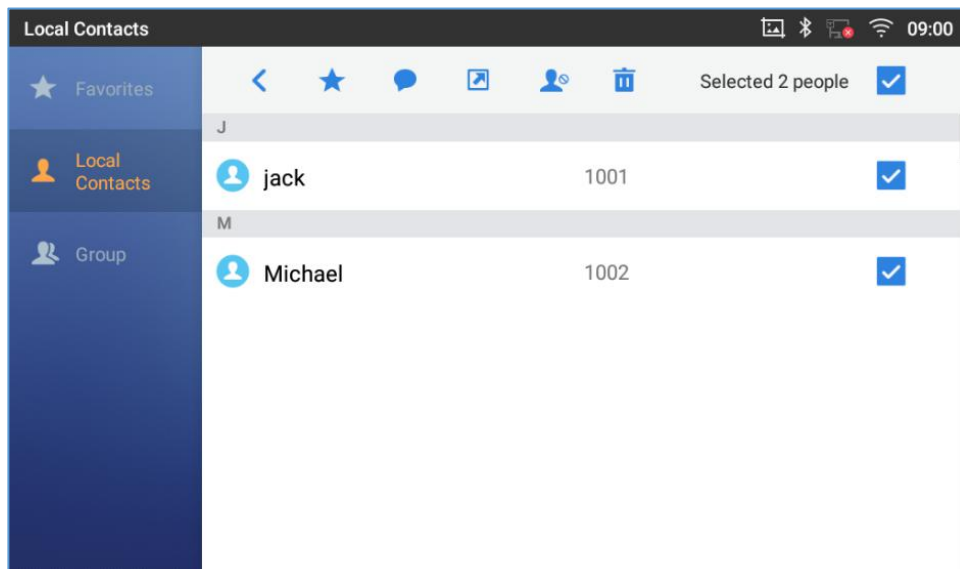 Local Contacts 09:00
Favorites
Selected 2 people
J
Local
Contacts
jack 1001
M
Group
Michael 1002